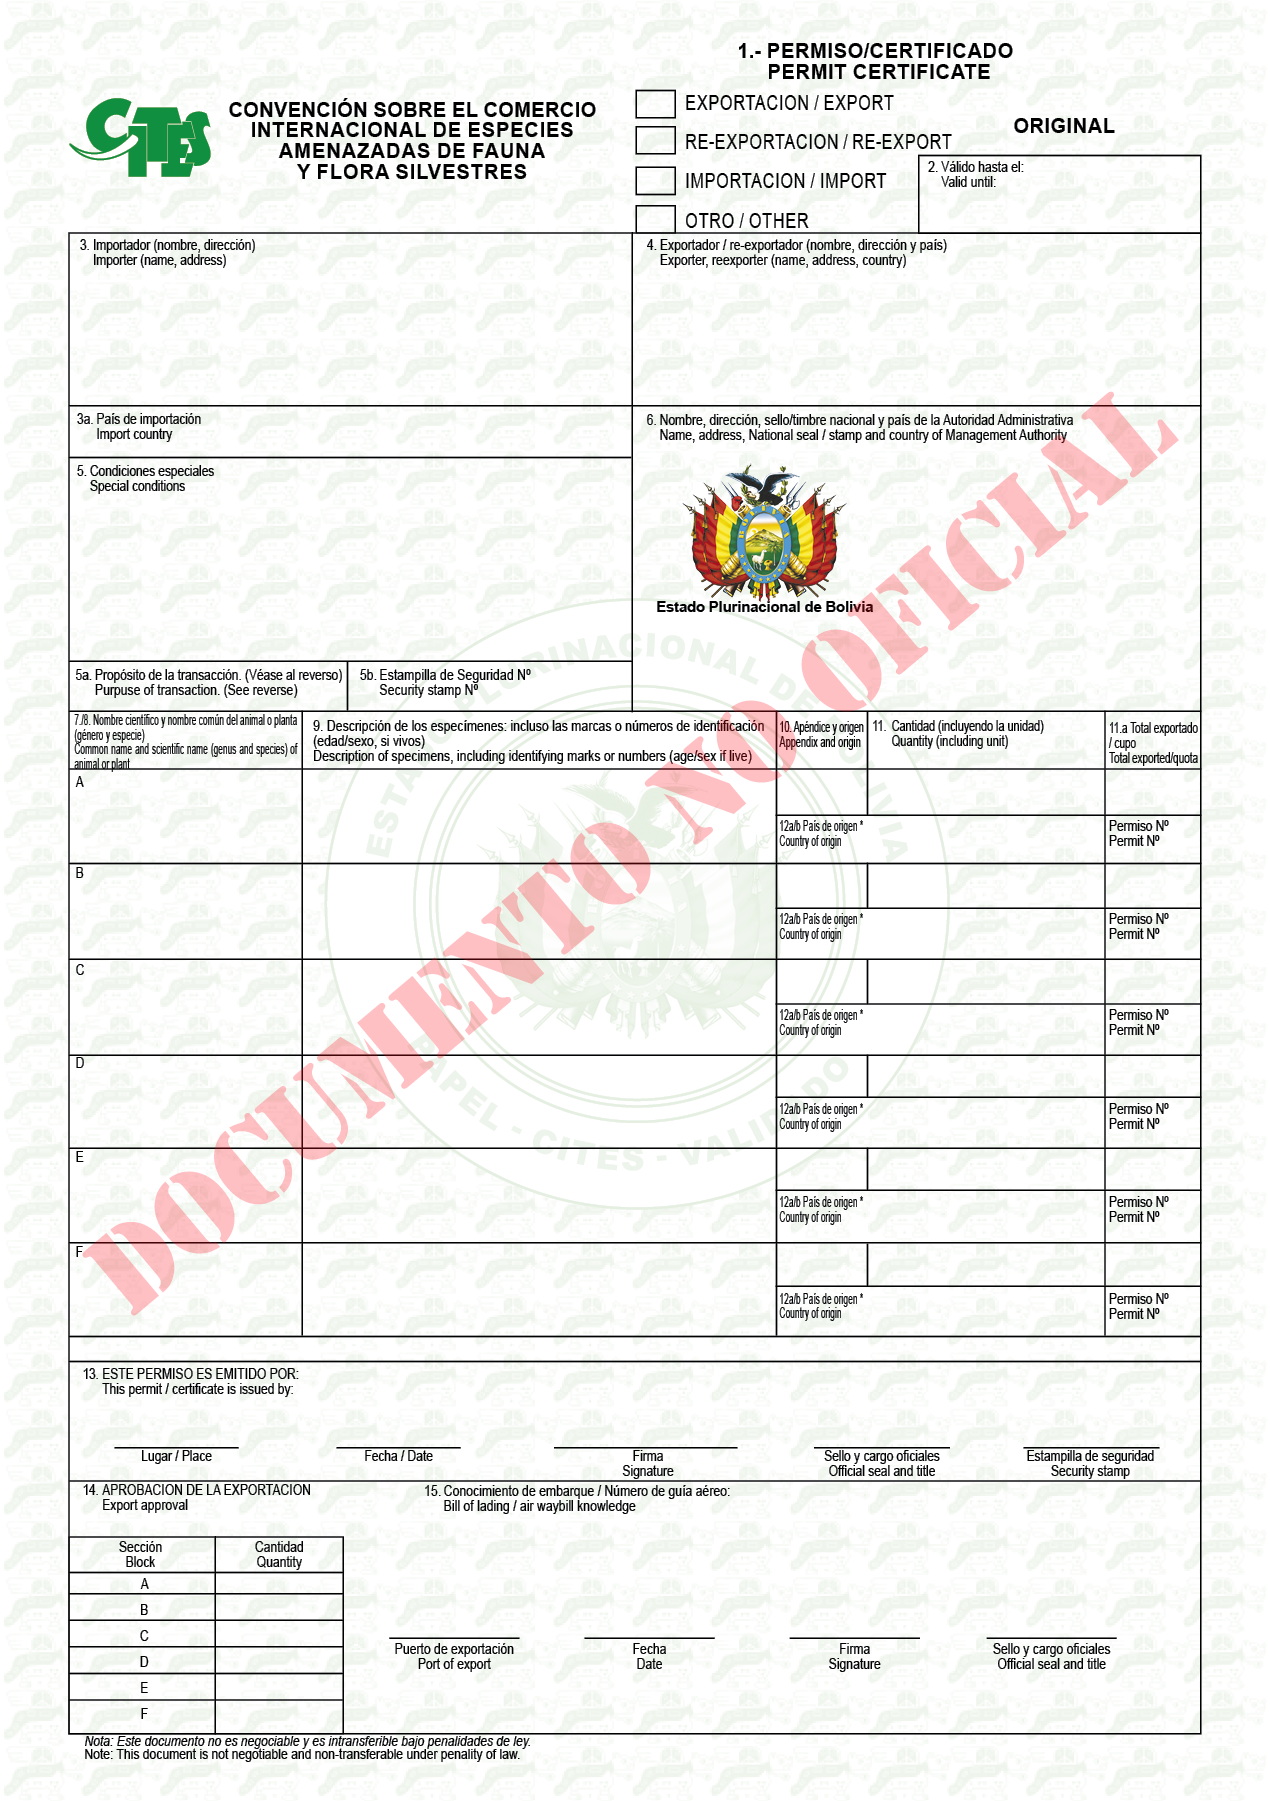 1.- PERMISO/CERTIFICADO
PERMIT CERTIFICATE
CITES
CONVENCIÓN SOBRE EL COMERCIO
INTERNACIONAL DE ESPECIES
AMENAZADAS DE FAUNA
Y FLORA SILVESTRES
EXPORTACION / EXPORT
RE-EXPORTACION / RE-EXPORT
IMPORTACION / IMPORT
OTRO / OTHER
ORIGINAL
2. Válido hasta el:
Valid until:
3. Importador (nombre, dirección)
Importer (name, address)
4. Exportador / re-exportador (nombre, dirección y país)
Exporter, reexporter (name, address, country)
3a. País de importación
Import country
5. Condiciones especiales
Special conditions
6. Nombre, dirección, sello/timbre nacional y país de la Autoridad Administrativa
Name, address, National seal / stamp and country of Management Authority
Estado Plurinacional de Bolivia
5a. Propósito de la transacción. (Véase al reverso)
Purpuse of transaction. (See reverse)
5b. Estampilla de Seguridad Nº
Security stamp Nº
7./8. Nombre científico y nombre común del animal o planta
(género y especie)
Common name and scientific name (genus and species) of
animal or plant
9. Descripción de los especímenes: incluso las marcas o números de identificación
(edad/sexo, si vivos)
Description of specimens, including identifying marks or numbers (age/sex if live)
10. Apéndice y origen
Appendix and origin
11. Cantidad (incluyendo la unidad)
Quantity (including unit)
11.a Total exportado
/ cupo
Total exported/quota
A
12a/b País de origen *
Country of origin
Permiso Nº
Permit Nº
B
12a/b País de origen *
Country of origin
Permiso Nº
Permit Nº
C
12a/b País de origen *
Country of origin
Permiso Nº
Permit Nº
D
12a/b País de origen *
Country of origin
Permiso Nº
Permit Nº
E
12a/b País de origen *
Country of origin
Permiso Nº
Permit Nº
F
12a/b País de origen *
Country of origin
Permiso Nº
Permit Nº
ESTADO PLURINACIONAL DE BOLIVIA
PAPEL - CITES - VALIDADO
DOCUMENTO NO OFICIAL
13. ESTE PERMISO ES EMITIDO POR:
This permit / certificate is issued by:
Lugar / Place
Fecha / Date
Firma
Signature
Sello y cargo oficiales
Official seal and title
Estampilla de seguridad
Security stamp
14. APROBACION DE LA EXPORTACION
Export approval
15. Conocimiento de embarque / Número de guía aéreo:
Bill of lading / air waybill knowledge
Sección
Block
Cantidad
Quantity
A
B
C
D
E
F
Puerto de exportación
Port of export
Fecha
Date
Firma
Signature
Sello y cargo oficiales
Official seal and title
Nota: Este documento no es negociable y es intransferible bajo penalidades de ley.
Note: This document is not negotiable and non-transferable under penality of law.